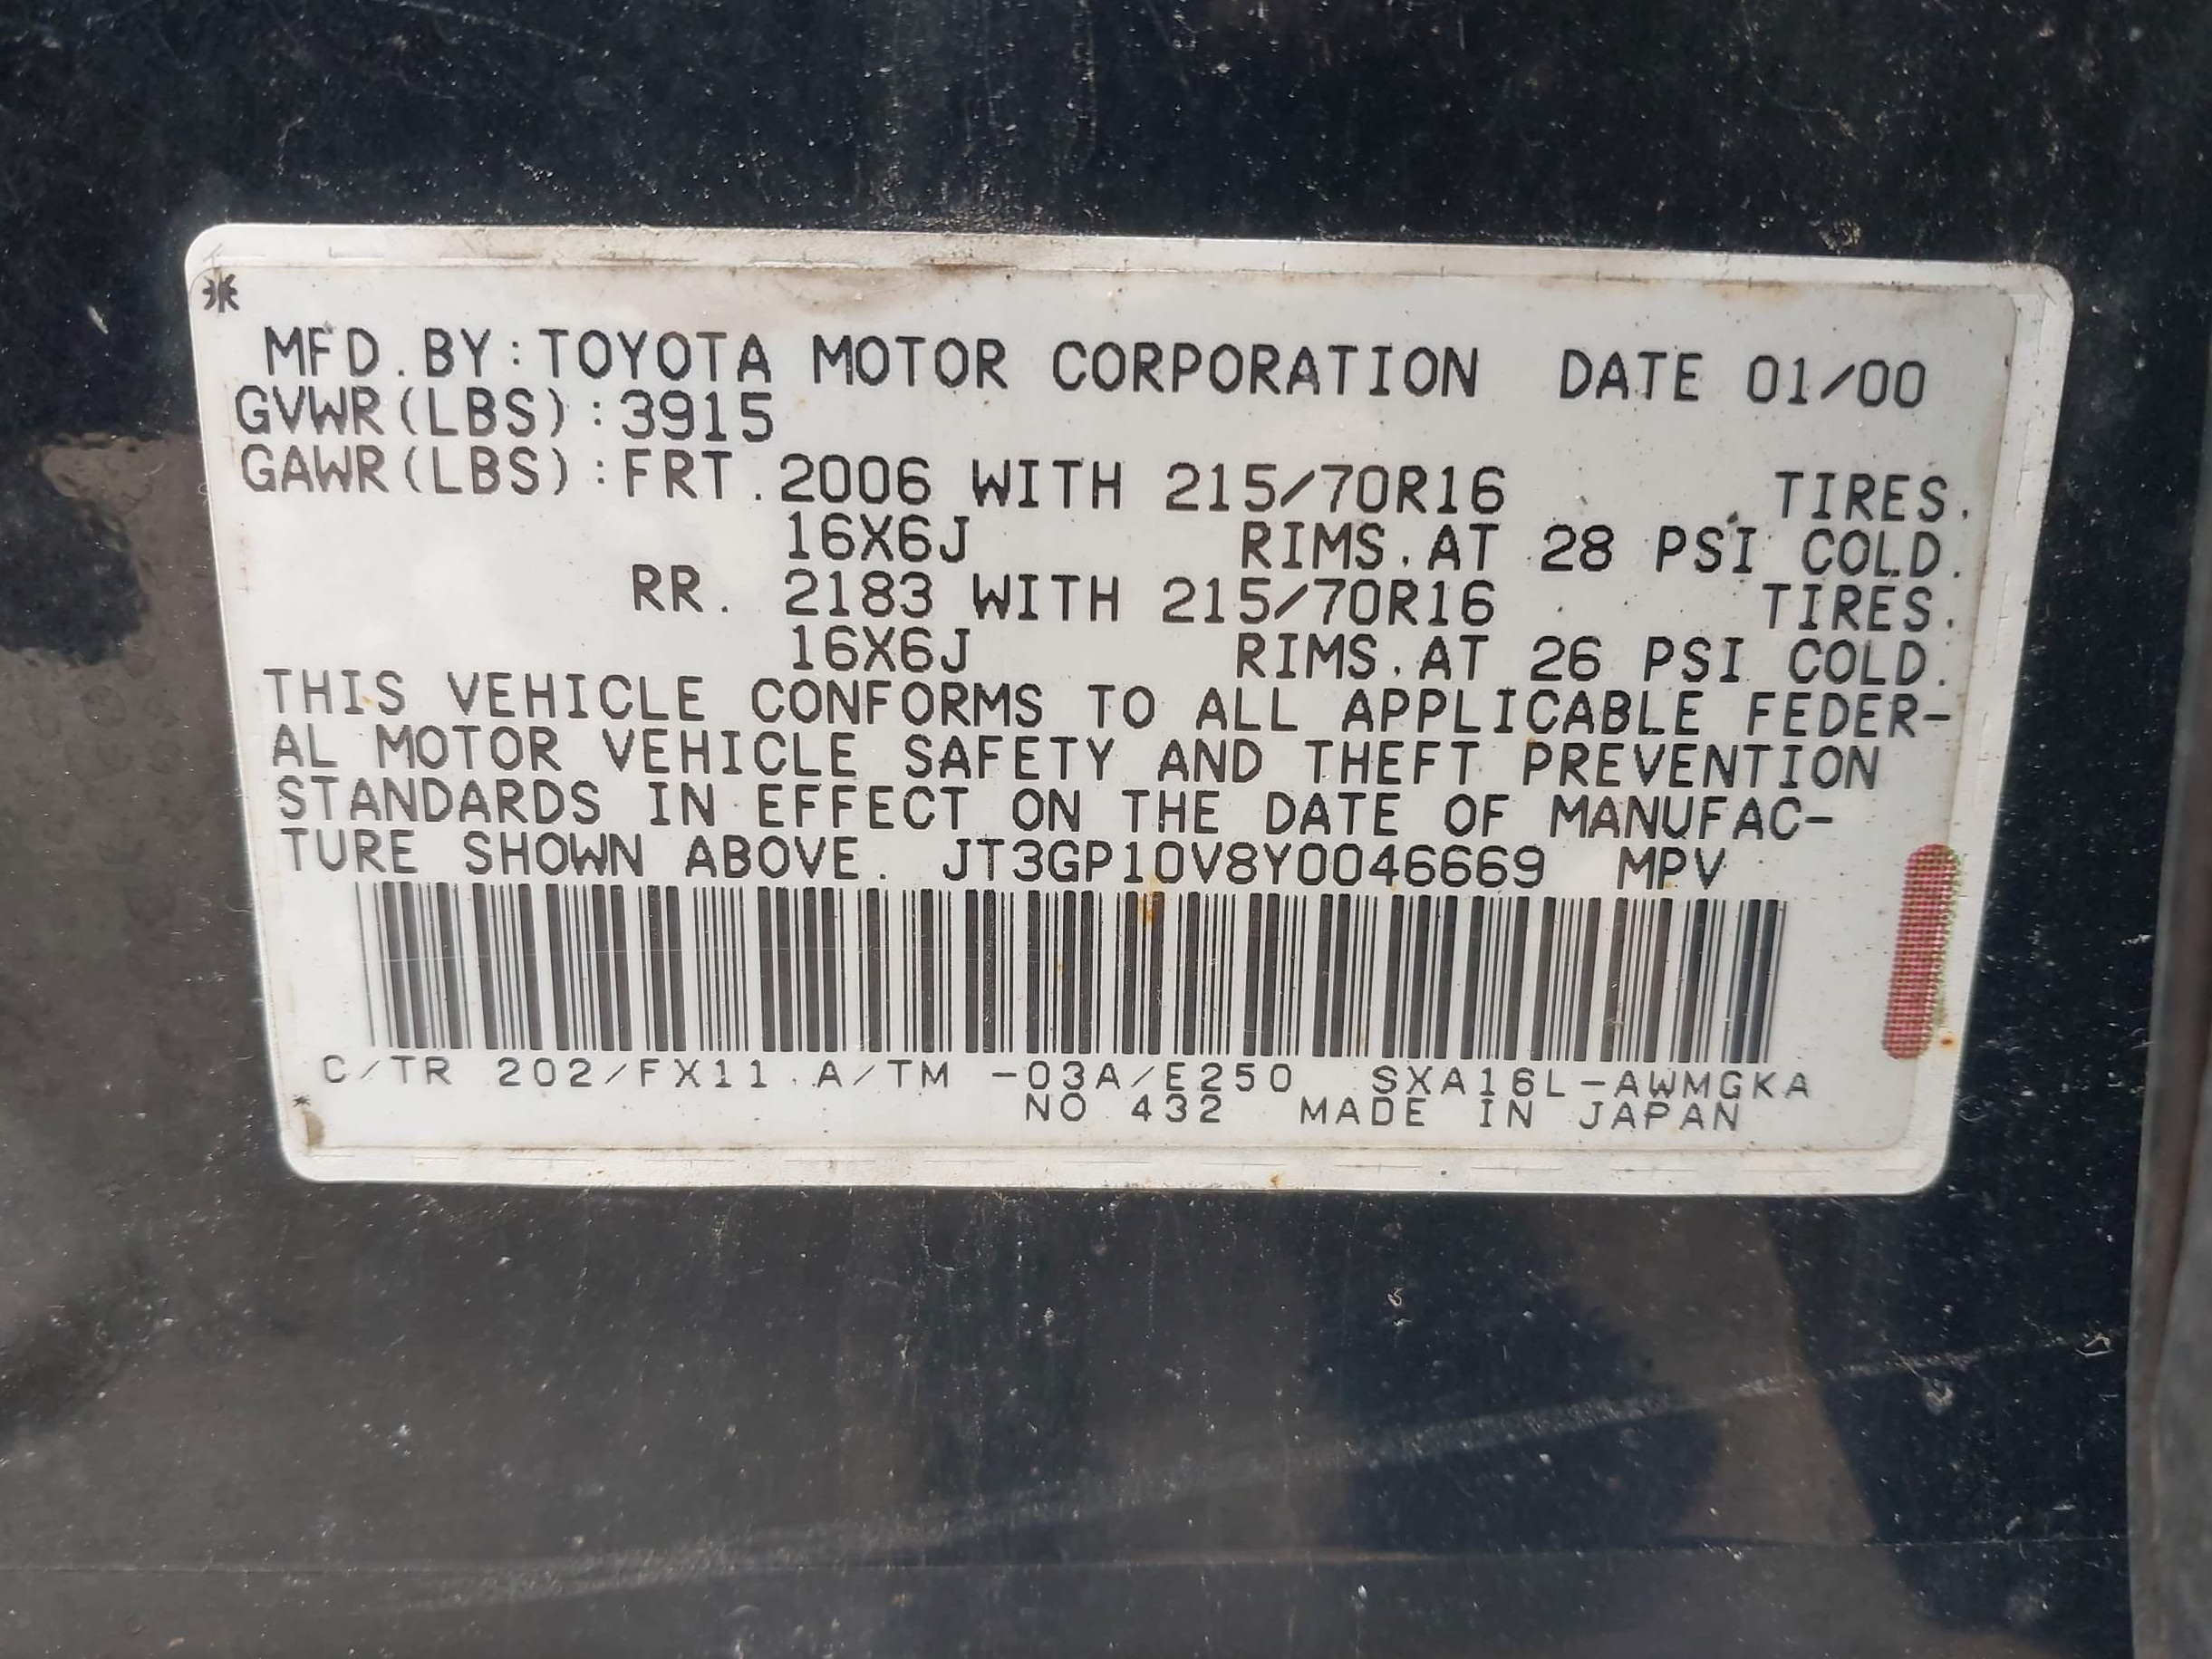 MFD.BY:TOYOTA MOTOR CORPORATION DATE 01/00
GVWR(LBS):3915
GAWR(LBS):FRT.2006 WITH 215/70R16 TIRES.
16X6J RIMS.AT 28 PSI COLD.
RR. 2183 WITH 215/70R16 TIRES.
16X6J RIMS.AT 26 PSI COLD.
THIS VEHICLE CONFORMS TO ALL APPLICABLE FEDER-
AL MOTOR VEHICLE SAFETY AND THEFT PREVENTION
STANDARDS IN EFFECT ON THE DATE OF MANUFAC-
TURE SHOWN ABOVE. JT3GP10V8Y0046669 MPV
C/TR 202/FX11 A/TM -03A/E250 SXA16L-AWMGKA
NO 432 MADE IN JAPAN